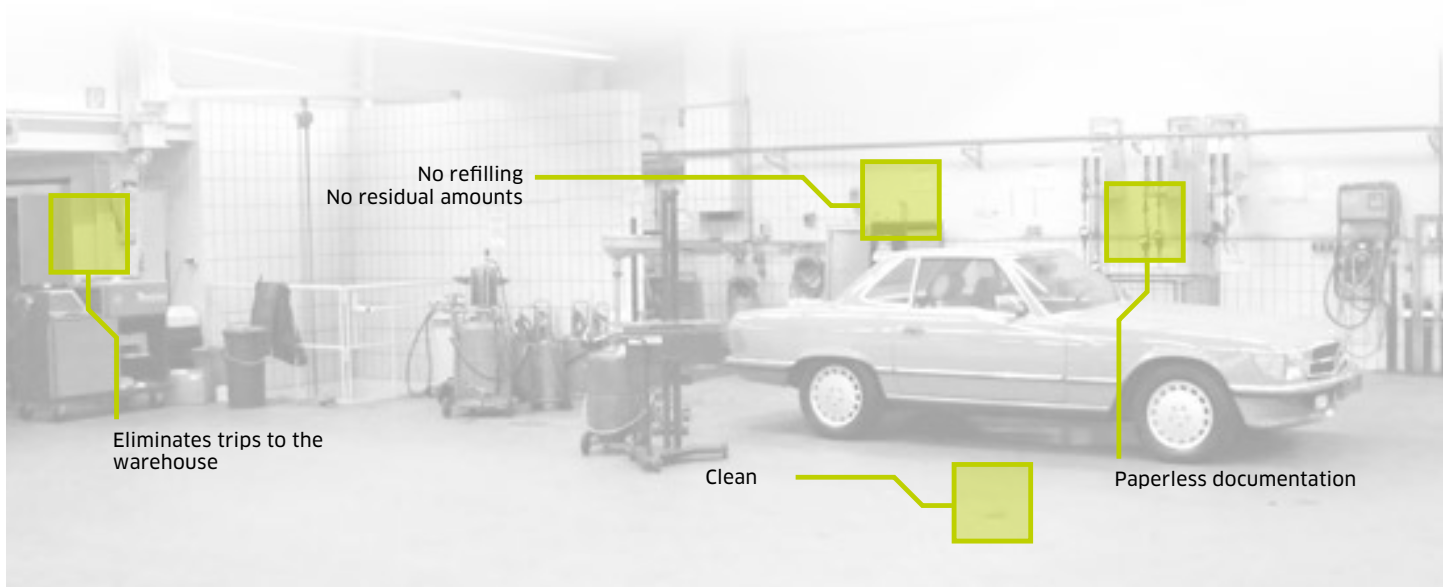 No refilling
No residual amounts
Eliminates trips to the
warehouse
Clean
Paperless documentation